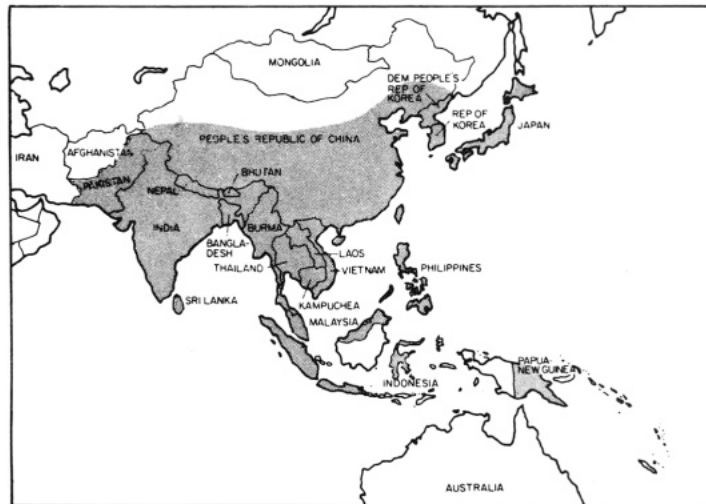 MONGOLIA
DEM PEOPLE'S
REP OF
KOREA
REP OF
KOREA
JAPAN
PEOPLE'S REPUBLIC OF CHINA
IRAN
AFGHANISTAN
PAKISTAN
NEPAL
BHUTAN
INDIA
BURMA
BANGLA-
DESH
LAOS
THAILAND
VIETNAM
PHILIPPINES
KAMPUCHEA
SRI LANKA
MALAYSIA
PAPUA-
NEW GUINEA
INDONESIA
AUSTRALIA